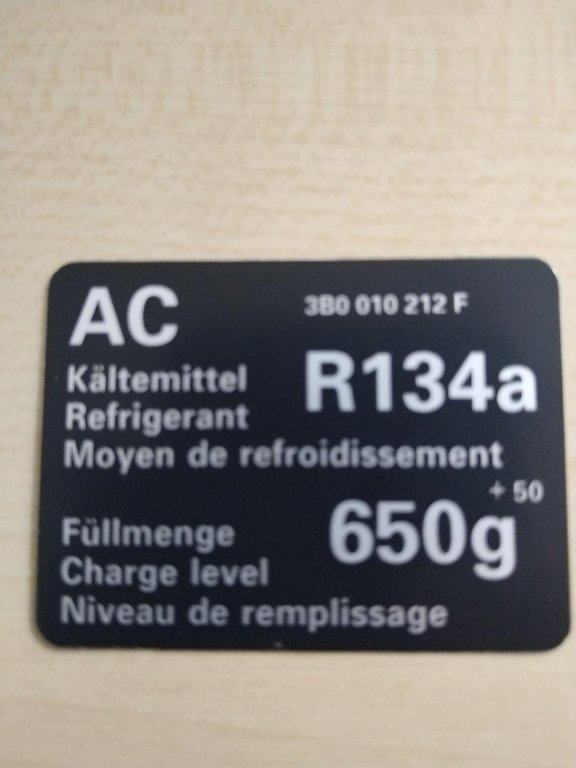 AC 3B0 010 212 F
Kältemittel R134a
Refrigerant
Moyen de refroidissement
+ 50
Füllmenge 650g
Charge level
Niveau de remplissage